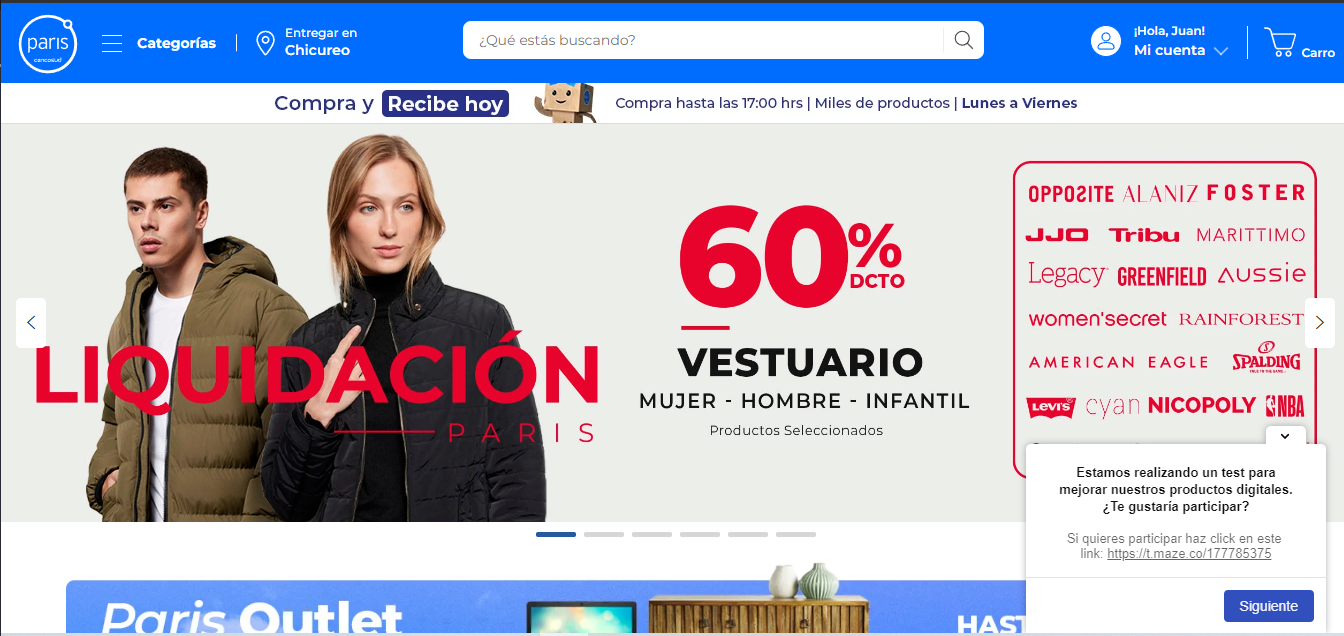 paris
cencosud
Categorías
Entregar en
Chicureo
¿Qué estás buscando?
¡Hola, Juan!
Mi cuenta
Carro
Compra y Recibe hoy
Compra hasta las 17:00 hrs | Miles de productos | Lunes a Viernes
LIQUIDACIÓN
PARIS
60%
DCTO
VESTUARIO
MUJER - HOMBRE - INFANTIL
Productos Seleccionados
OPPOSITE ALANIZ FOSTER
JJO Tribu MARITTIMO
Legacy GREENFIELD AUSSIE
women'secret RAINFOREST
AMERICAN EAGLE SPALDING
LEVI'S cyan NICOPOLY NBA
Estamos realizando un test para
mejorar nuestros productos digitales.
¿Te gustaría participar?
Si quieres participar haz click en este
link: https://t.maze.co/177785375
Siguiente
Paris Outlet
HAST